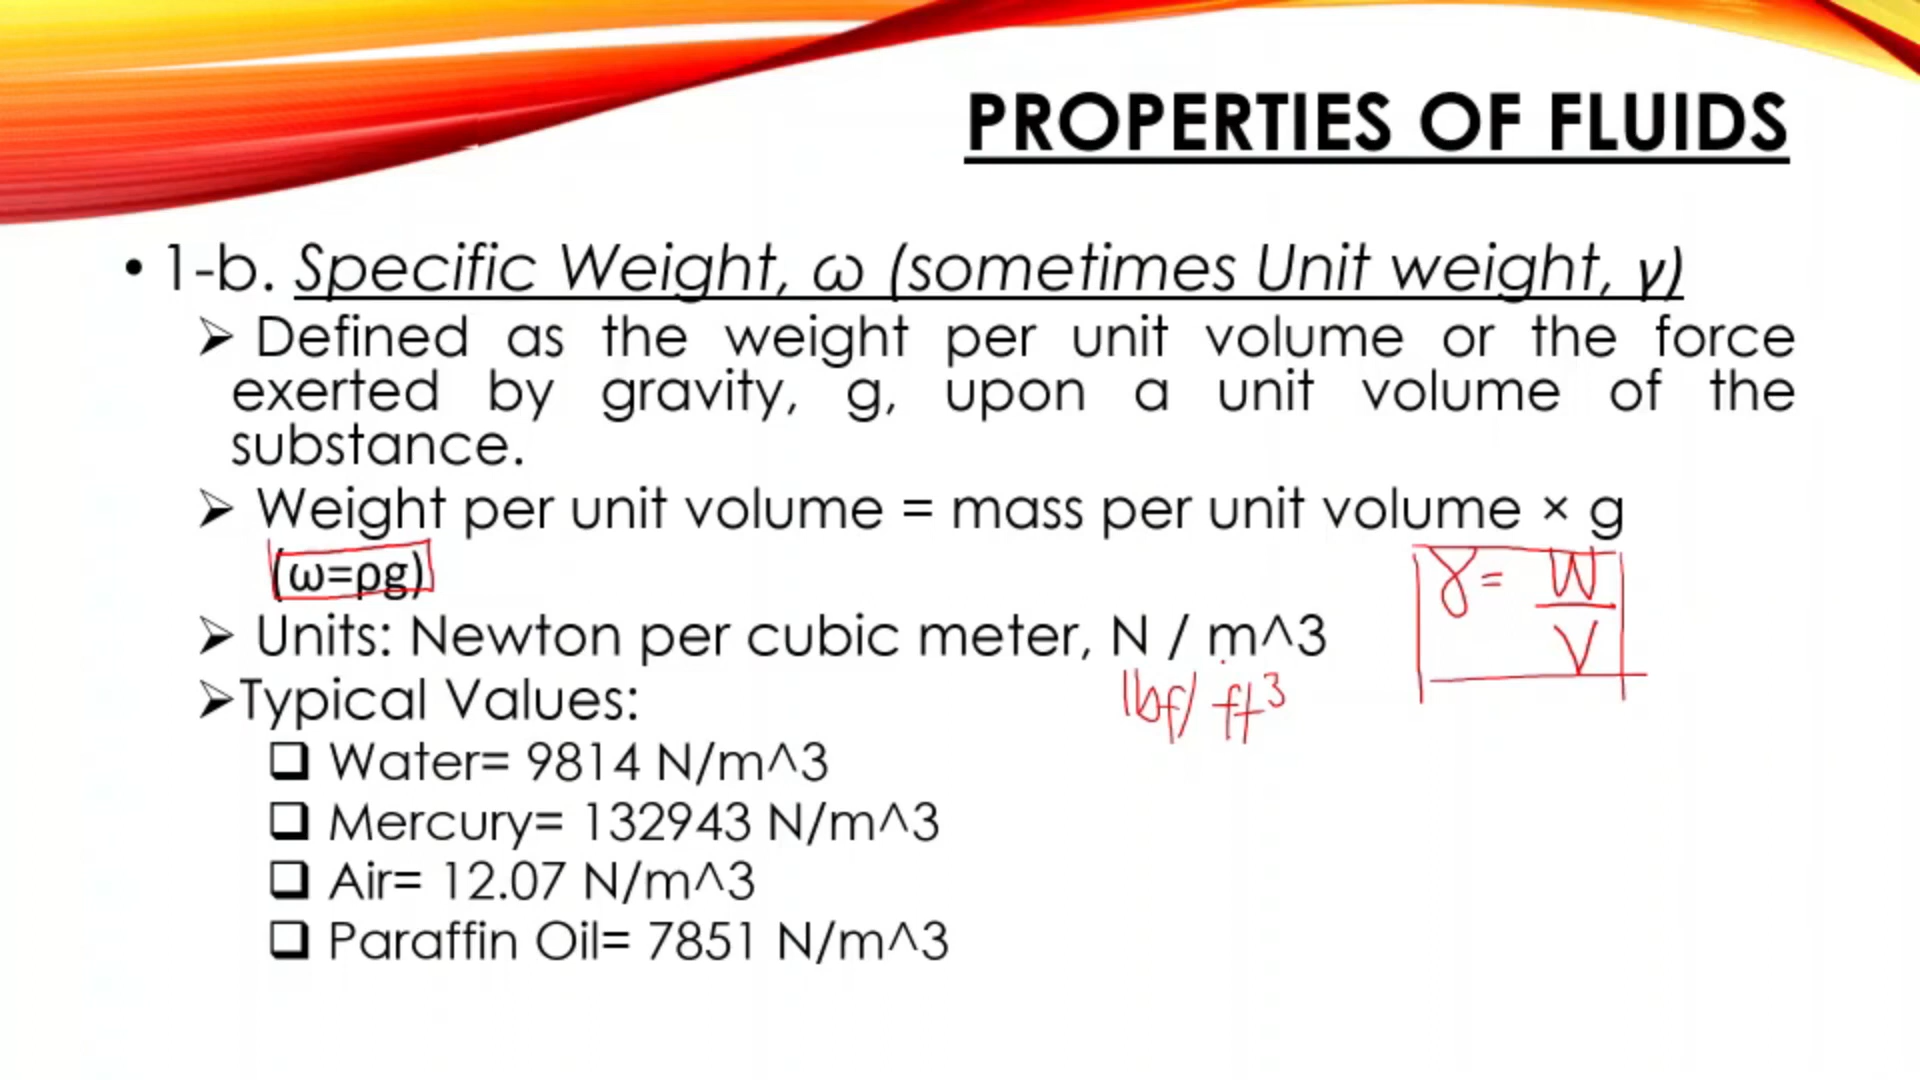 PROPERTIES OF FLUIDS
• 1-b. Specific Weight, ω (sometimes Unit weight, γ)
➢ Defined as the weight per unit volume or the force
exerted by gravity, g, upon a unit volume of the
substance.
➢ Weight per unit volume = mass per unit volume × g
(ω=ρg)
γ = W/V
➢ Units: Newton per cubic meter, N / m^3
lbf/ft³
➢Typical Values:
❑ Water= 9814 N/m^3
❑ Mercury= 132943 N/m^3
❑ Air= 12.07 N/m^3
❑ Paraffin Oil= 7851 N/m^3